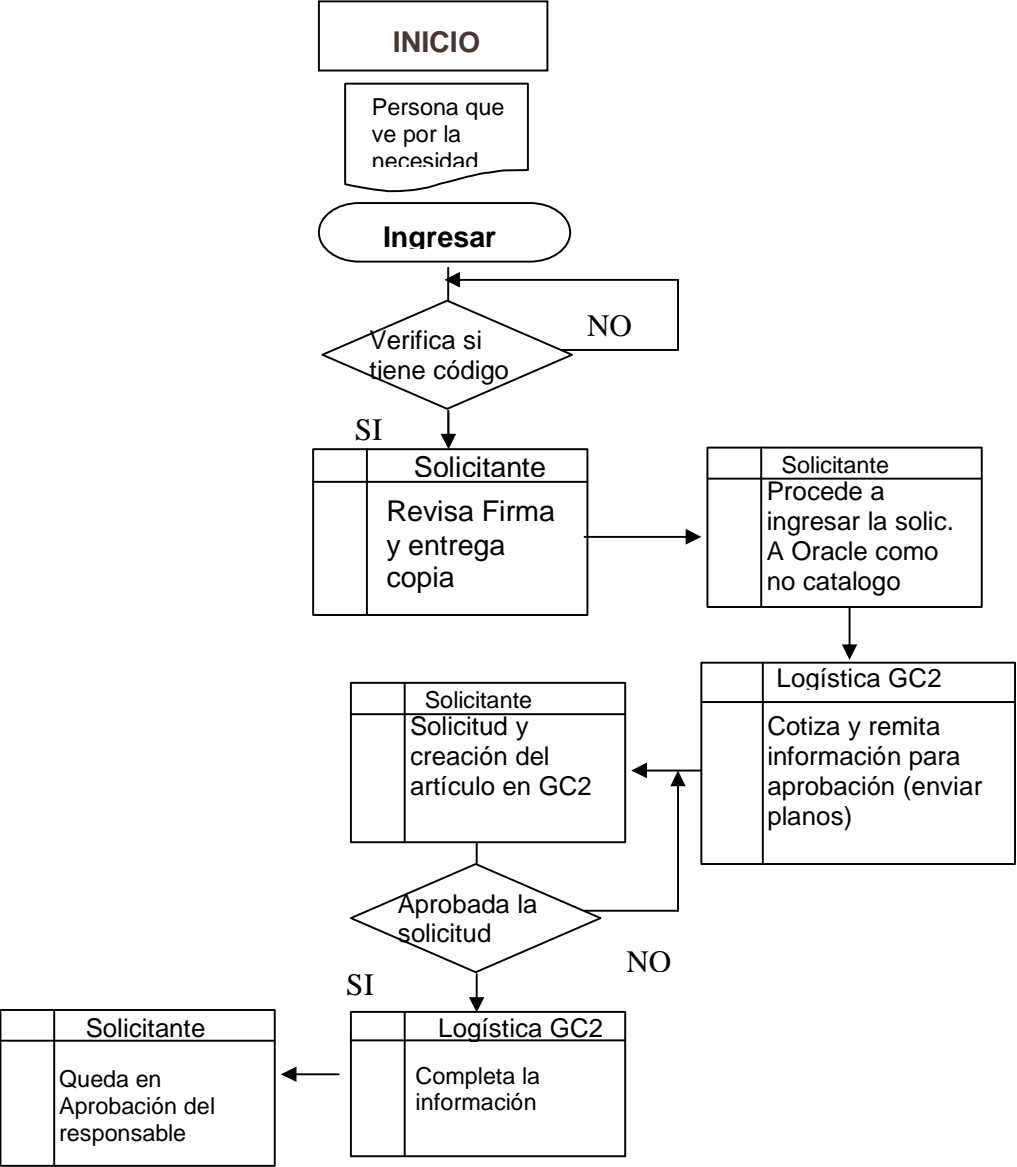 INICIO
Persona que
ve por la
necesidad
Ingresar
Verifica si
tiene código
NO
SI
Solicitante
Revisa Firma
y entrega
copia
Solicitante
Procede a
ingresar la solic.
A Oracle como
no catalogo
Logística GC2
Cotiza y remita
información para
aprobación (enviar
planos)
Solicitante
Solicitud y
creación del
artículo en GC2
Aprobada la
solicitud
NO
SI
Logística GC2
Completa la
información
Solicitante
Queda en
Aprobación del
responsable